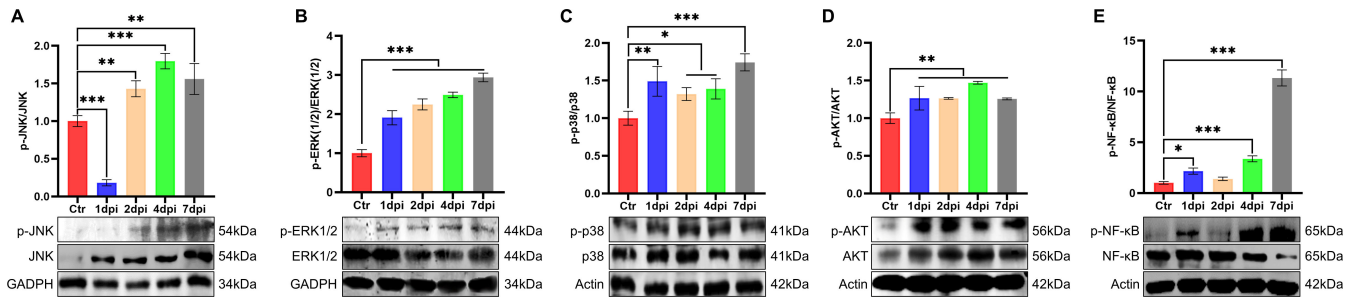 A
**
***
**
***
2.0
1.5
1.0
0.5
0.0
p-JNK/JNK
Ctr 1dpi 2dpi 4dpi 7dpi
p-JNK 54kDa
JNK 54kDa
GADPH 34kDa
B
***
4
3
2
1
0
p-ERK(1/2)/ERK(1/2)
Ctr 1dpi 2dpi 4dpi 7dpi
p-ERK1/2 44kDa
ERK1/2 44kDa
GADPH 34kDa
C
***
*
**
2.0
1.5
1.0
0.5
0.0
p-p38/p38
Ctr 1dpi 2dpi 4dpi 7dpi
p-p38 41kDa
p38 41kDa
Actin 42kDa
D
**
2.0
1.5
1.0
0.5
0.0
p-AKT/AKT
Ctr 1dpi 2dpi 4dpi 7dpi
p-AKT 56kDa
AKT 56kDa
Actin 42kDa
E
***
***
*
15
10
5
0
p-NF-κB/NF-κB
Ctr 1dpi 2dpi 4dpi 7dpi
p-NF-κB 65kDa
NF-κB 65kDa
Actin 42kDa